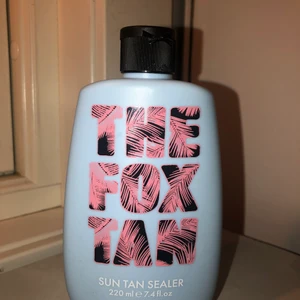 THE
FOX
TAN
SUN TAN SEALER
220 ml ℮ 7.4 fl.oz